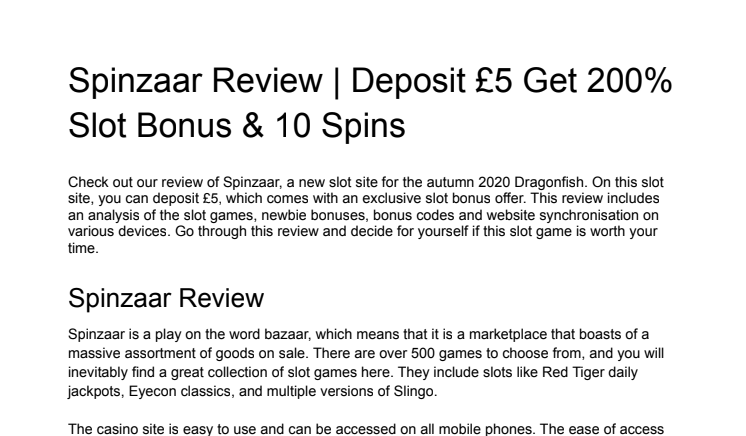 Spinzaar Review | Deposit £5 Get 200%
Slot Bonus & 10 Spins
Check out our review of Spinzaar, a new slot site for the autumn 2020 Dragonfish. On this slot
site, you can deposit £5, which comes with an exclusive slot bonus offer. This review includes
an analysis of the slot games, newbie bonuses, bonus codes and website synchronisation on
various devices. Go through this review and decide for yourself if this slot game is worth your
time.
Spinzaar Review
Spinzaar is a play on the word bazaar, which means that it is a marketplace that boasts of a
massive assortment of goods on sale. There are over 500 games to choose from, and you will
inevitably find a great collection of slot games here. They include slots like Red Tiger daily
jackpots, Eyecon classics, and multiple versions of Slingo.
The casino site is easy to use and can be accessed on all mobile phones. The ease of access